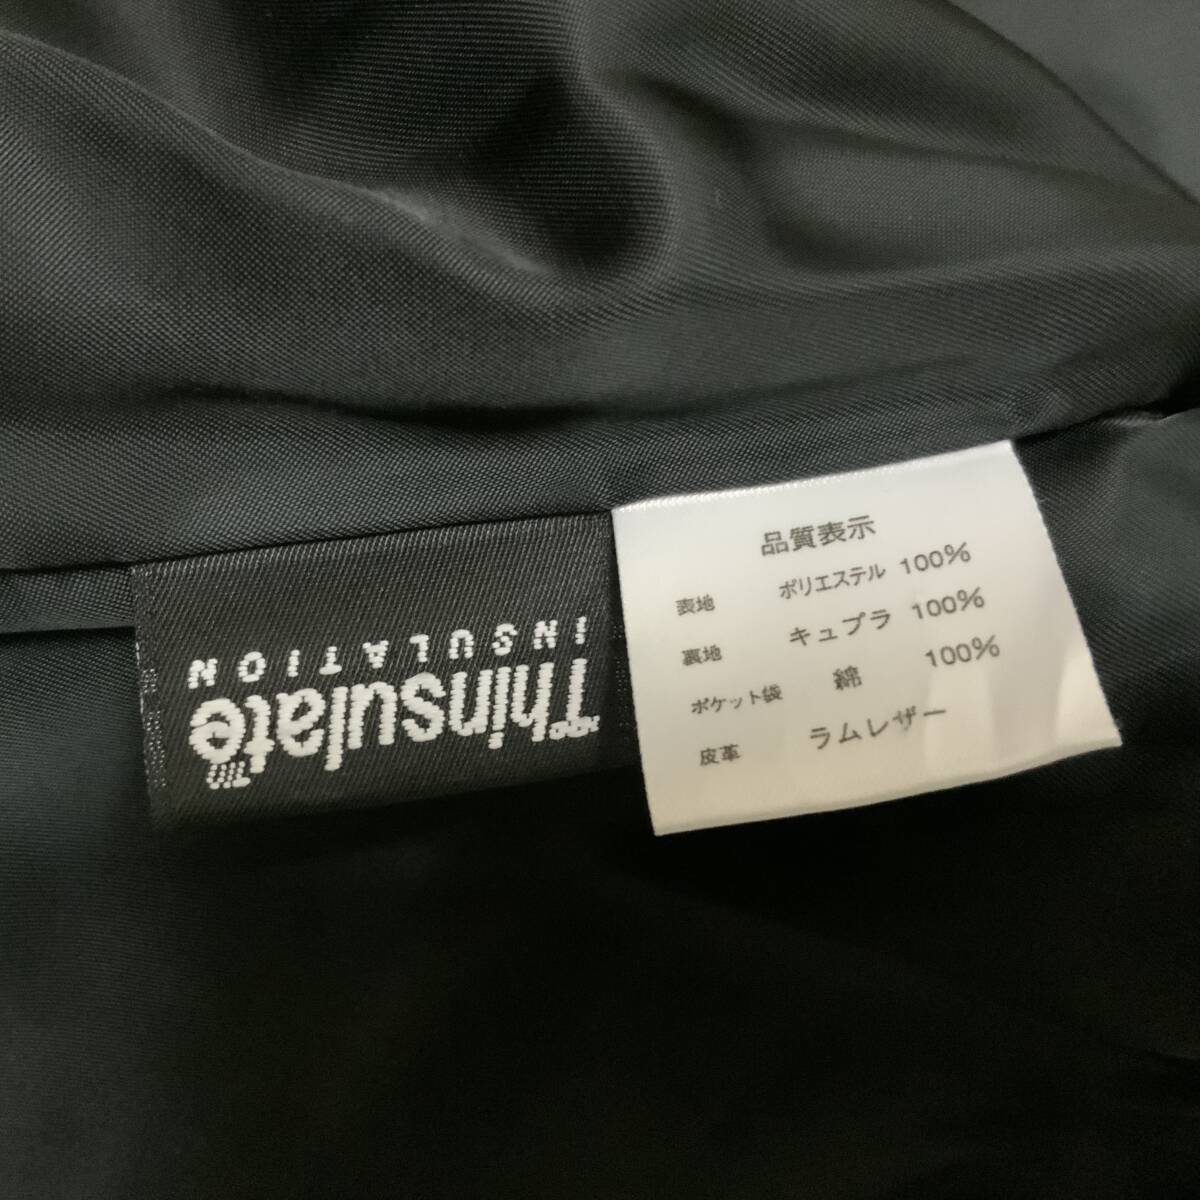 品質表示
表地 ポリエステル 100%
裏地 キュプラ 100%
ポケット袋 綿 100%
皮革 ラムレザー
Thinsulate
INSULATION